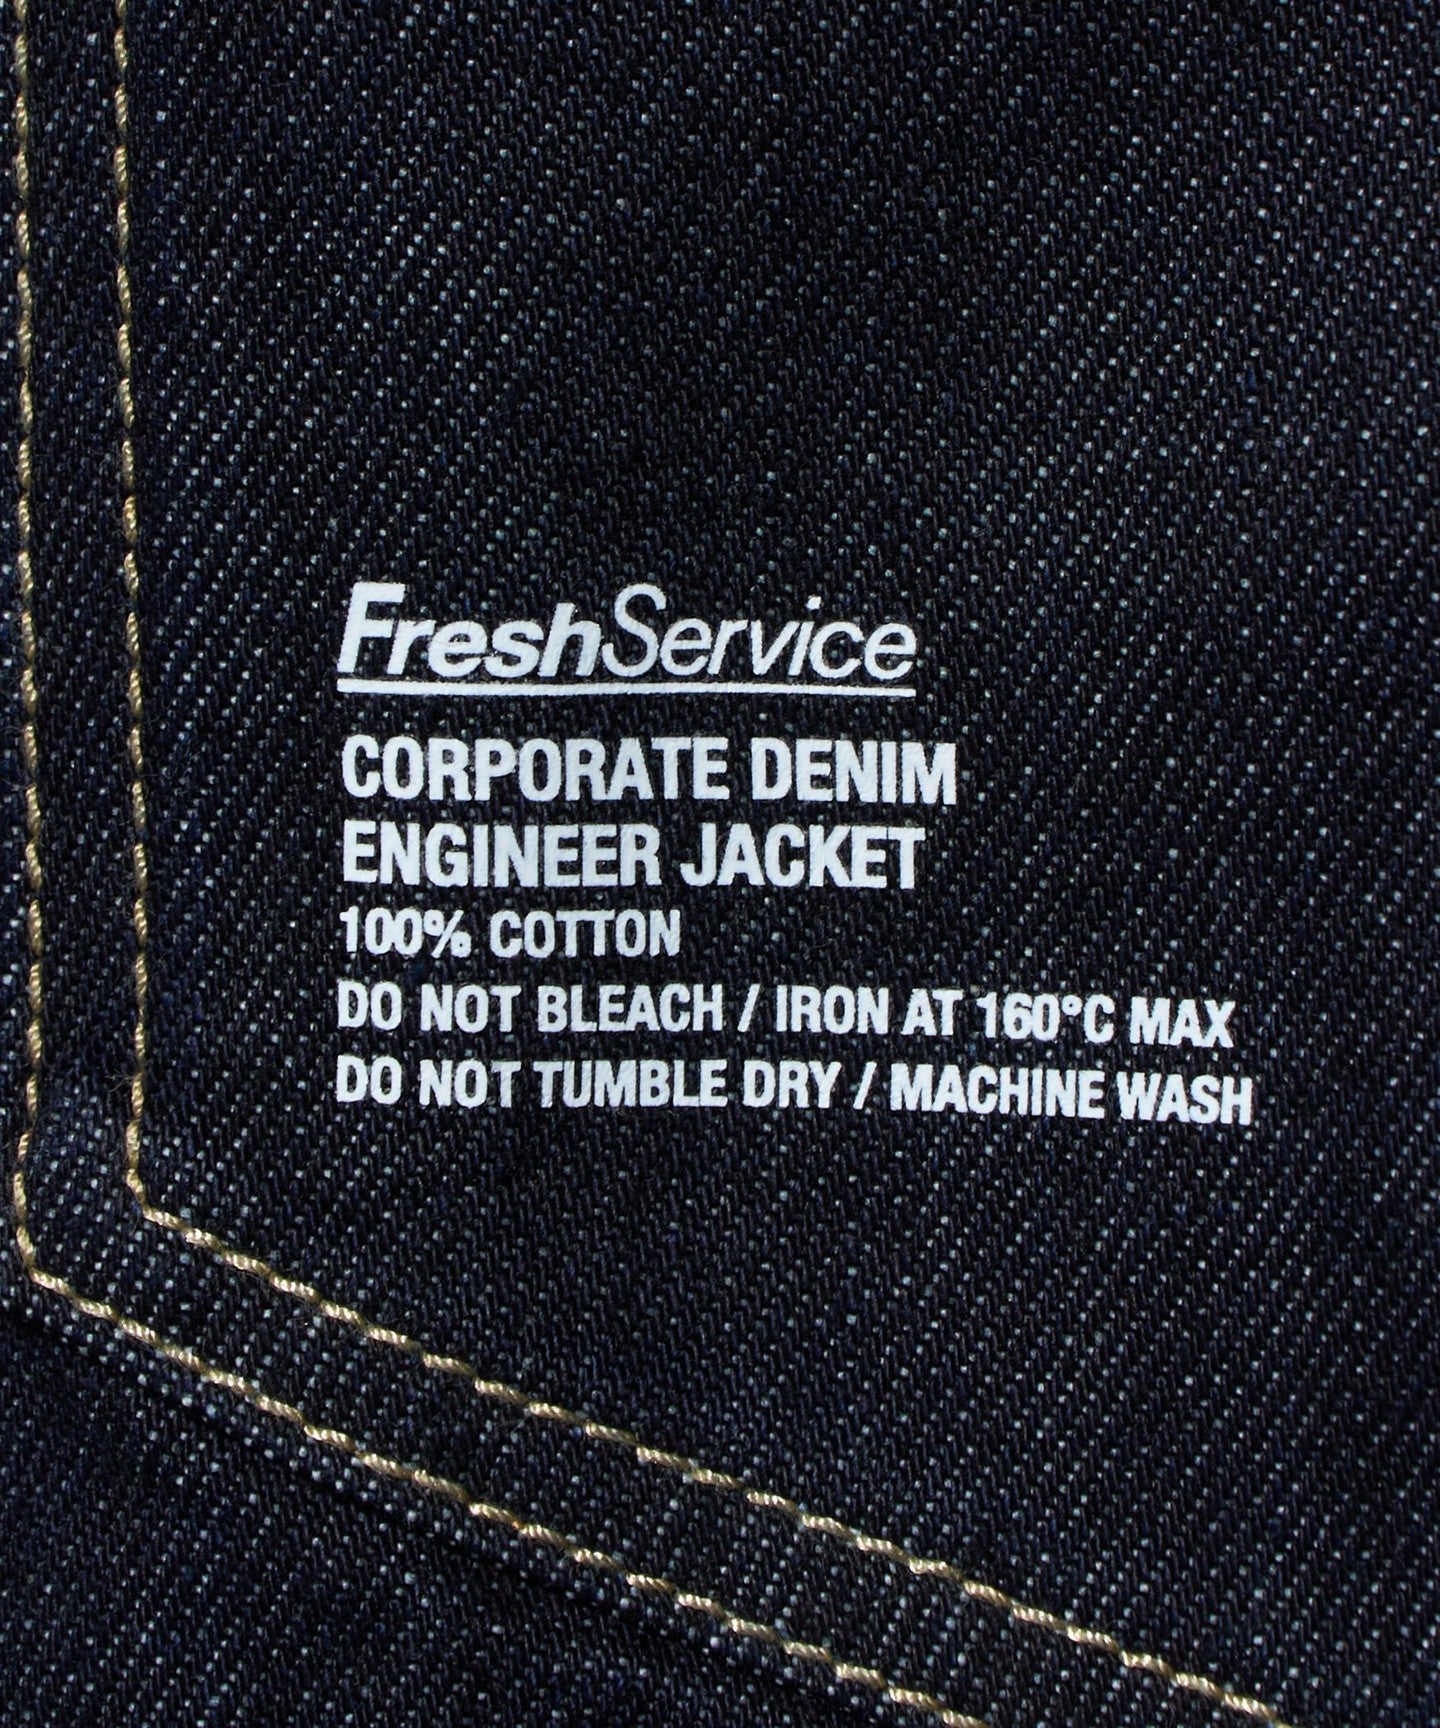 FreshService
CORPORATE DENIM
ENGINEER JACKET
100% COTTON
DO NOT BLEACH / IRON AT 160°C MAX
DO NOT TUMBLE DRY / MACHINE WASH